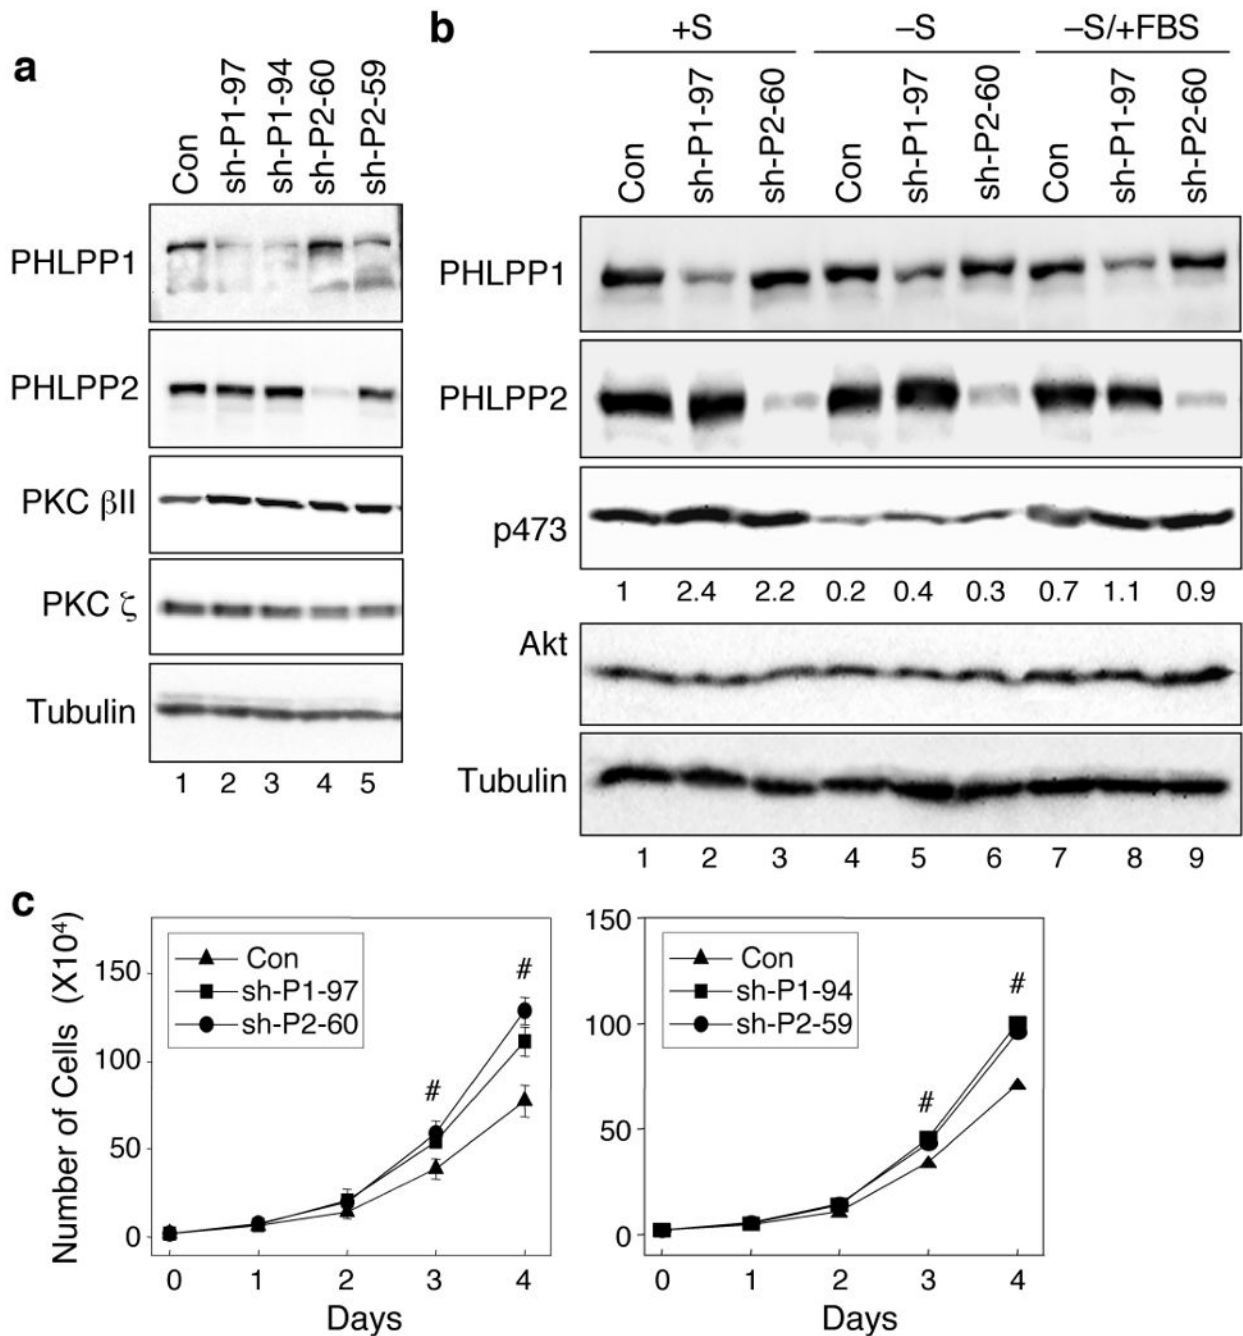 a
Con
sh-P1-97
sh-P1-94
sh-P2-60
sh-P2-59
PHLPP1
PHLPP2
PKC βII
PKC ζ
Tubulin
1 2 3 4 5
b
+S –S –S/+FBS
Con sh-P1-97 sh-P2-60 Con sh-P1-97 sh-P2-60 Con sh-P1-97 sh-P2-60
PHLPP1
PHLPP2
p473
1 2.4 2.2 0.2 0.4 0.3 0.7 1.1 0.9
Akt
Tubulin
1 2 3 4 5 6 7 8 9
c
Number of Cells (X10⁴)
150
100
50
0
Con
sh-P1-97
sh-P2-60
#
#
0 1 2 3 4
Days
150
100
50
0
Con
sh-P1-94
sh-P2-59
#
#
0 1 2 3 4
Days